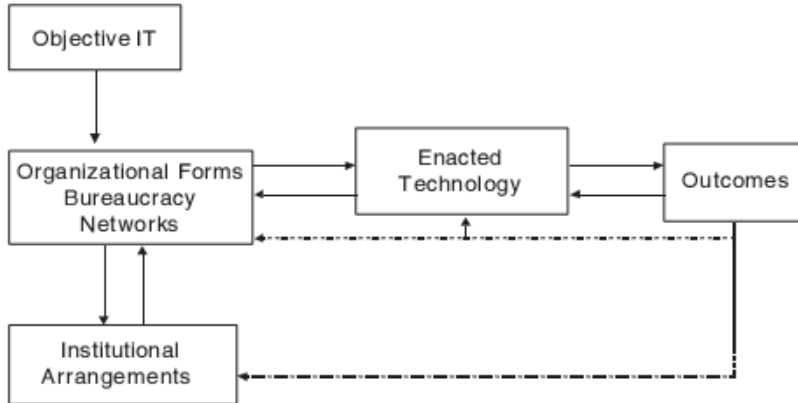 Objective IT
Organizational Forms
Bureaucracy
Networks
Enacted
Technology
Outcomes
Institutional
Arrangements